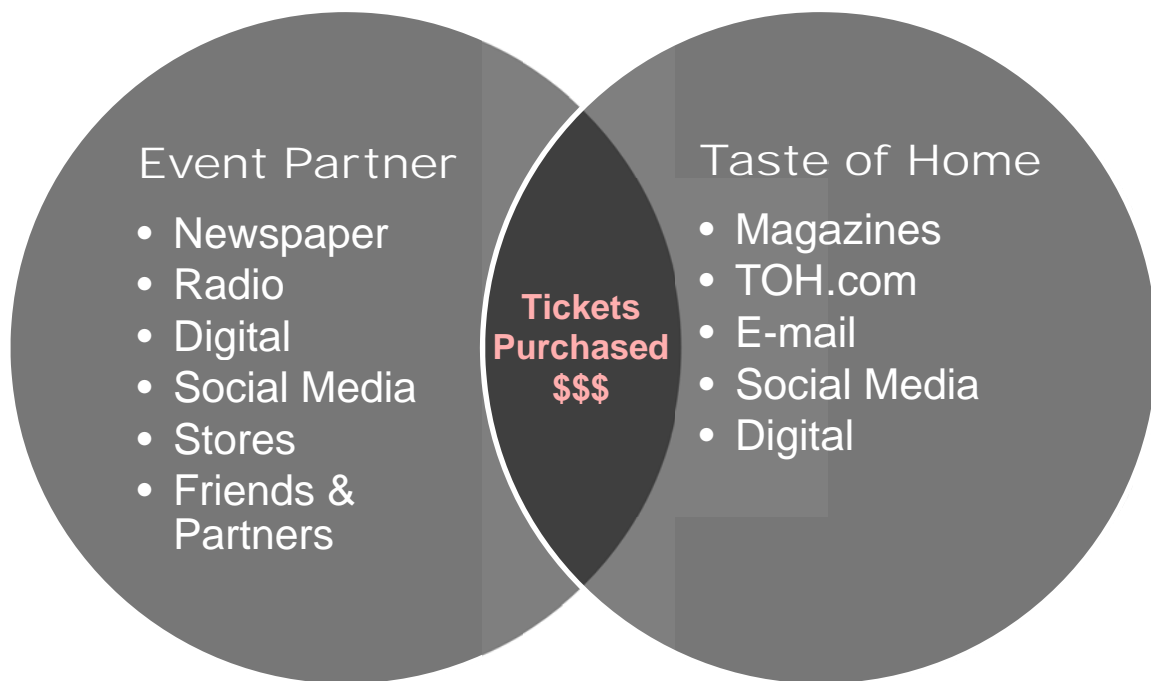 Event Partner
• Newspaper
• Radio
• Digital
• Social Media
• Stores
• Friends &
Partners
Tickets
Purchased
$$$
Taste of Home
• Magazines
• TOH.com
• E-mail
• Social Media
• Digital